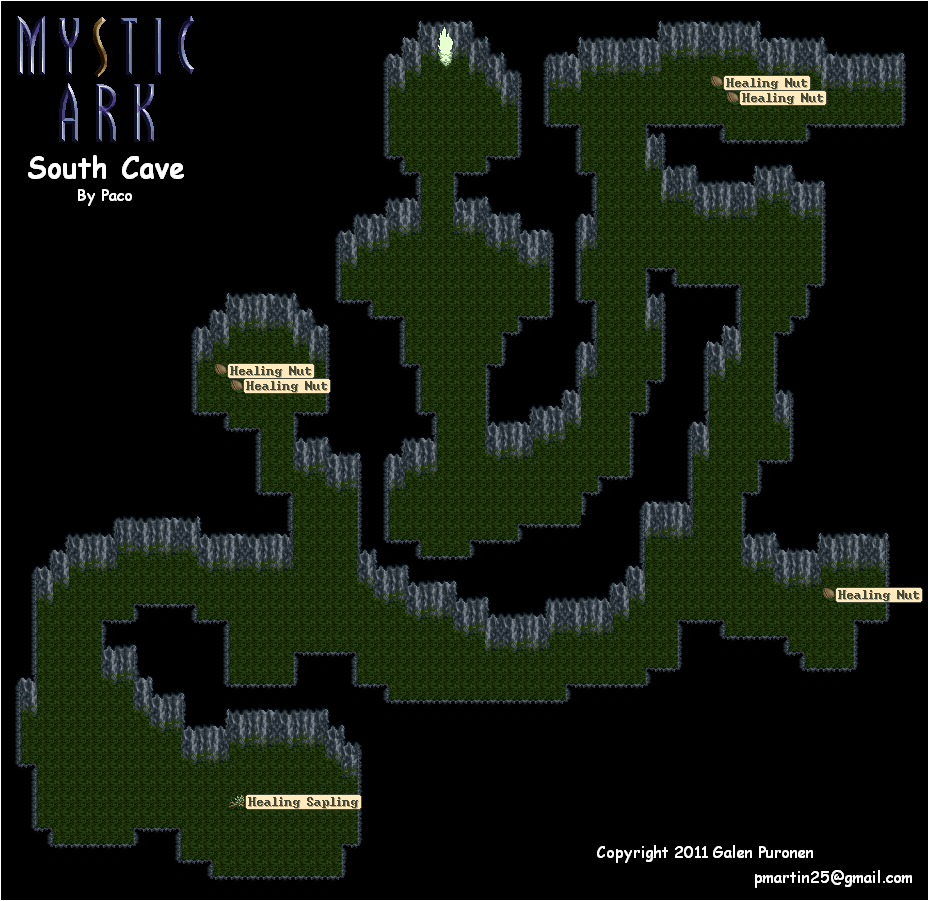 MYSTIC
ARK
South Cave
By Paco
Healing Nut
Healing Nut
Healing Nut
Healing Nut
Healing Nut
Healing Sapling
Copyright 2011 Galen Puronen
pmartin25@gmail.com